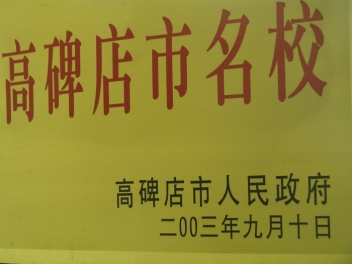 高碑店市名校
高碑店市人民政府
二00三年九月十日